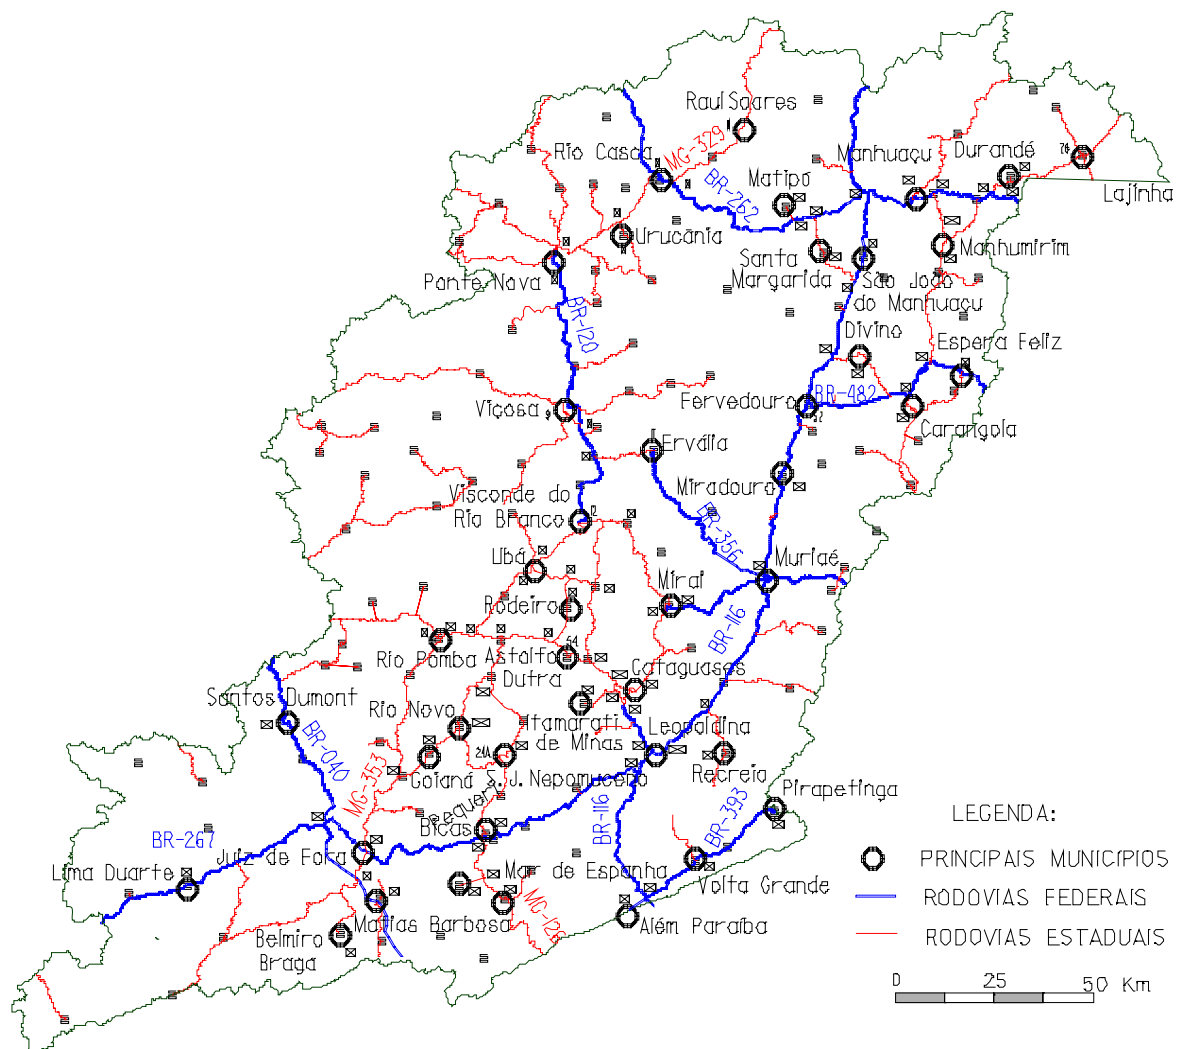 Raul Soares
Rio Casca
MG-329
Manhuaçu
Durandé
Lajinha
Matipó
BR-262
Urucânia
Ponte Nova
Santa
Margarida
São João
do Manhuaçu
Manhumirim
BR-120
Divino
Espera Feliz
Viçosa
Fervedouro
BR-482
Carangola
Ervália
Miradouro
Visconde do
Rio Branco
BR-356
Ubá
Muriaé
Rodeiro
Mirai
BR-116
Rio Pomba
Astolfo
Dutra
Cataguases
Santos Dumont
Rio Novo
Itamarati
de Minas
Leopoldina
BR-040
24A
MG-353
Goianá
S.J. Nepomuceno
Recreio
Pequeri
Bicas
BR-116
BR-393
Pirapetinga
BR-267
Juiz de Fora
Lima Duarte
Mar de Espanha
Volta Grande
Matias Barbosa
MG-126
Além Paraíba
Belmiro
Braga
LEGENDA:
PRINCIPAIS MUNICIPIOS
RODOVIAS FEDERAIS
RODOVIAS ESTADUAIS
0 25 50 Km